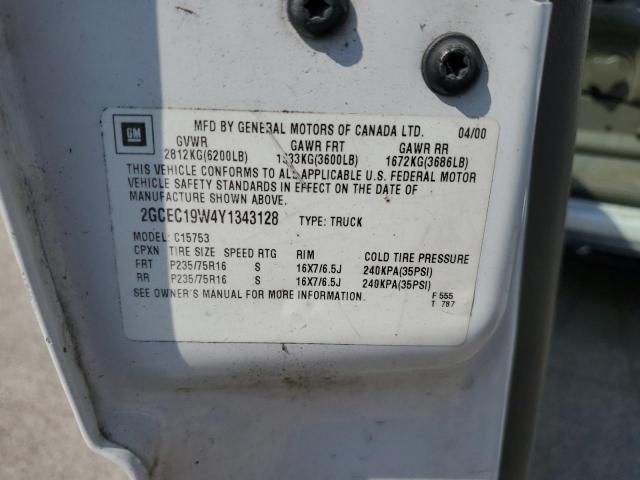 GM
MFD BY GENERAL MOTORS OF CANADA LTD. 04/00
GVWR GAWR FRT GAWR RR
2812KG(6200LB) 1633KG(3600LB) 1672KG(3686LB)
THIS VEHICLE CONFORMS TO ALL APPLICABLE U.S. FEDERAL MOTOR
VEHICLE SAFETY STANDARDS IN EFFECT ON THE DATE OF
MANUFACTURE SHOWN ABOVE.
2GCEC19W4Y1343128 TYPE: TRUCK
MODEL: C15753
CPXN TIRE SIZE SPEED RTG RIM COLD TIRE PRESSURE
FRT P235/75R16 S 16X7/6.5J 240KPA(35PSI)
RR P235/75R16 S 16X7/6.5J 240KPA(35PSI)
SEE OWNER'S MANUAL FOR MORE INFORMATION.
F 555
T 787